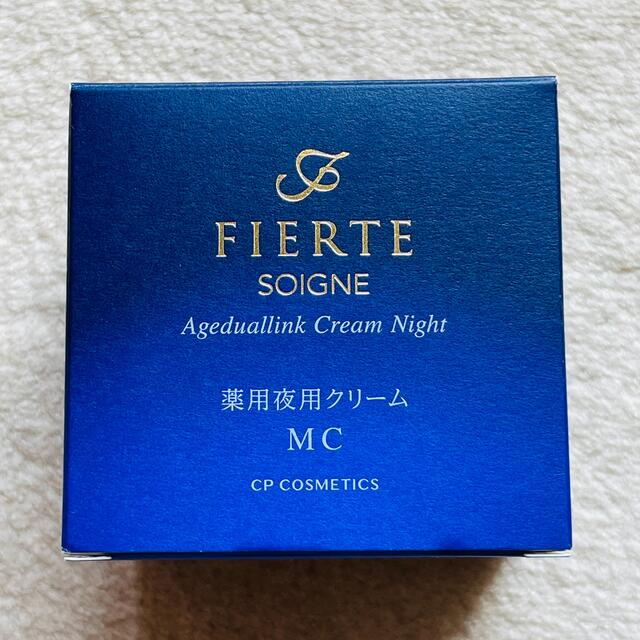 FIERTE
SOIGNE
Ageduallink Cream Night
薬用夜用クリーム
MC
CP COSMETICS